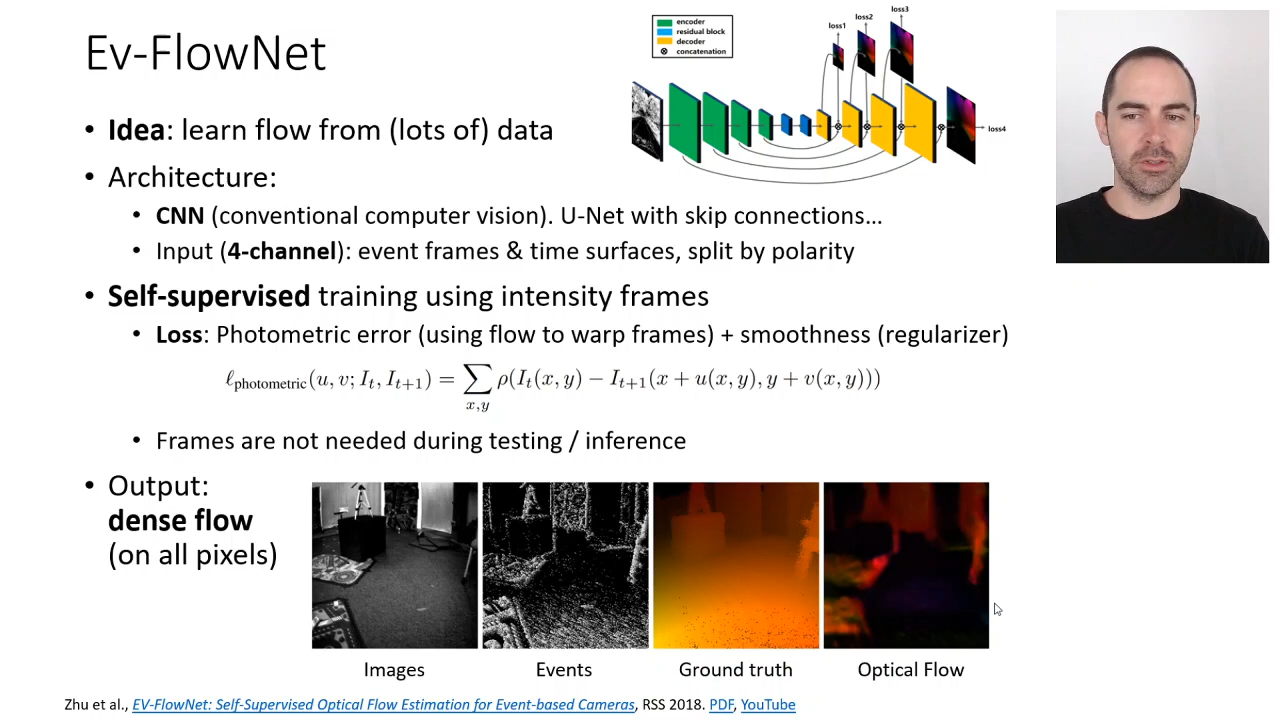 Ev-FlowNet
encoder
residual block
decoder
concatenation
loss1
loss2
loss3
loss4
• Idea: learn flow from (lots of) data
• Architecture:
• CNN (conventional computer vision). U-Net with skip connections…
• Input (4-channel): event frames & time surfaces, split by polarity
• Self-supervised training using intensity frames
• Loss: Photometric error (using flow to warp frames) + smoothness (regularizer)
ℓphotometric(u, v; It, It+1) = ∑x,y ρ(It(x, y) − It+1(x + u(x, y), y + v(x, y)))
• Frames are not needed during testing / inference
• Output:
dense flow
(on all pixels)
Images
Events
Ground truth
Optical Flow
Zhu et al., EV-FlowNet: Self-Supervised Optical Flow Estimation for Event-based Cameras, RSS 2018. PDF, YouTube